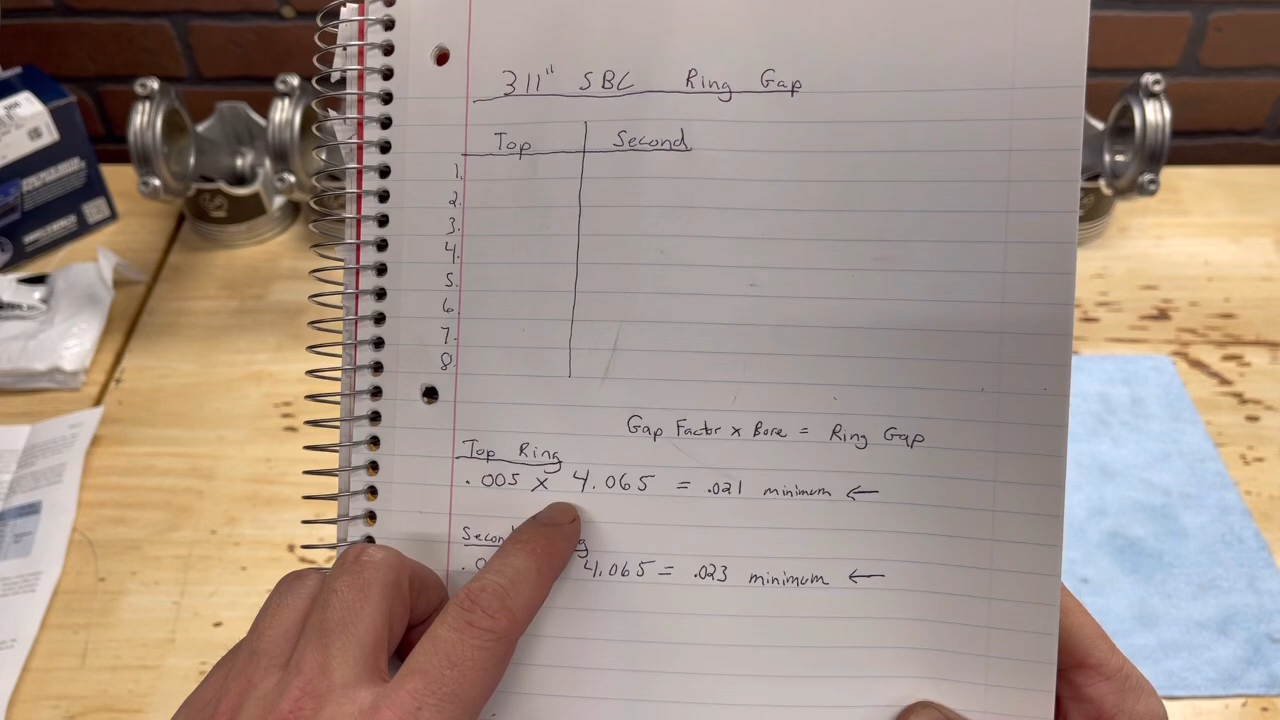 311" SBC Ring Gap
Top Second
1.
2.
3.
4.
5.
6.
7.
8.
Gap Factor x Bore = Ring Gap
Top Ring
.005 x 4.065 = .021 minimum ←
4.065 = .023 minimum ←